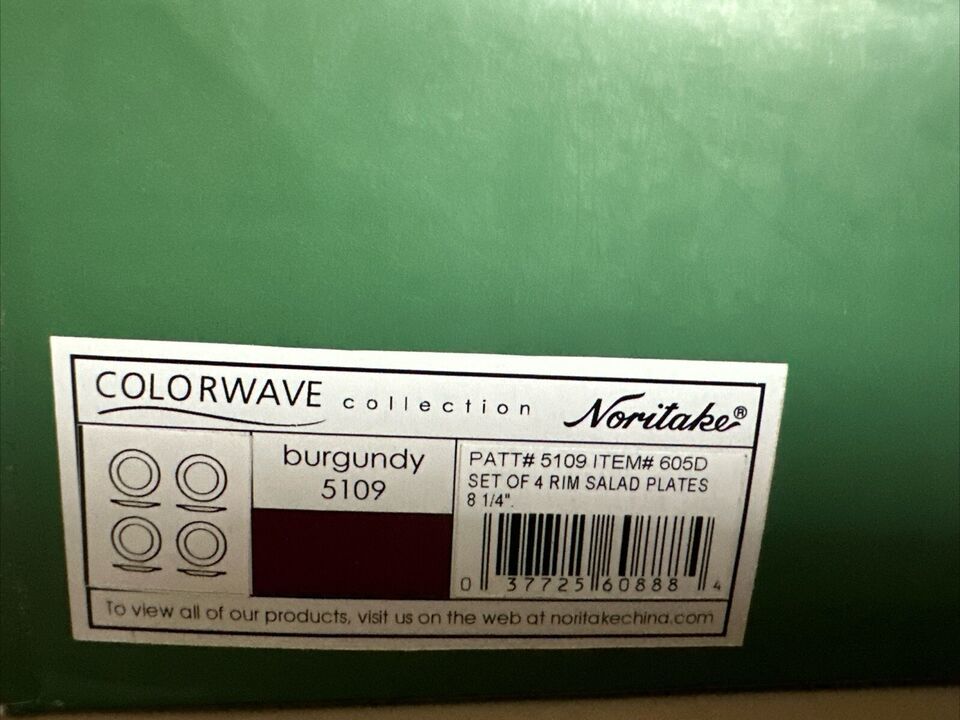 COLORWAVE collection Noritake®
burgundy
5109
PATT# 5109 ITEM# 605D
SET OF 4 RIM SALAD PLATES
8 1/4".
0 37725 60888 4
To view all of our products, visit us on the web at noritakechina.com